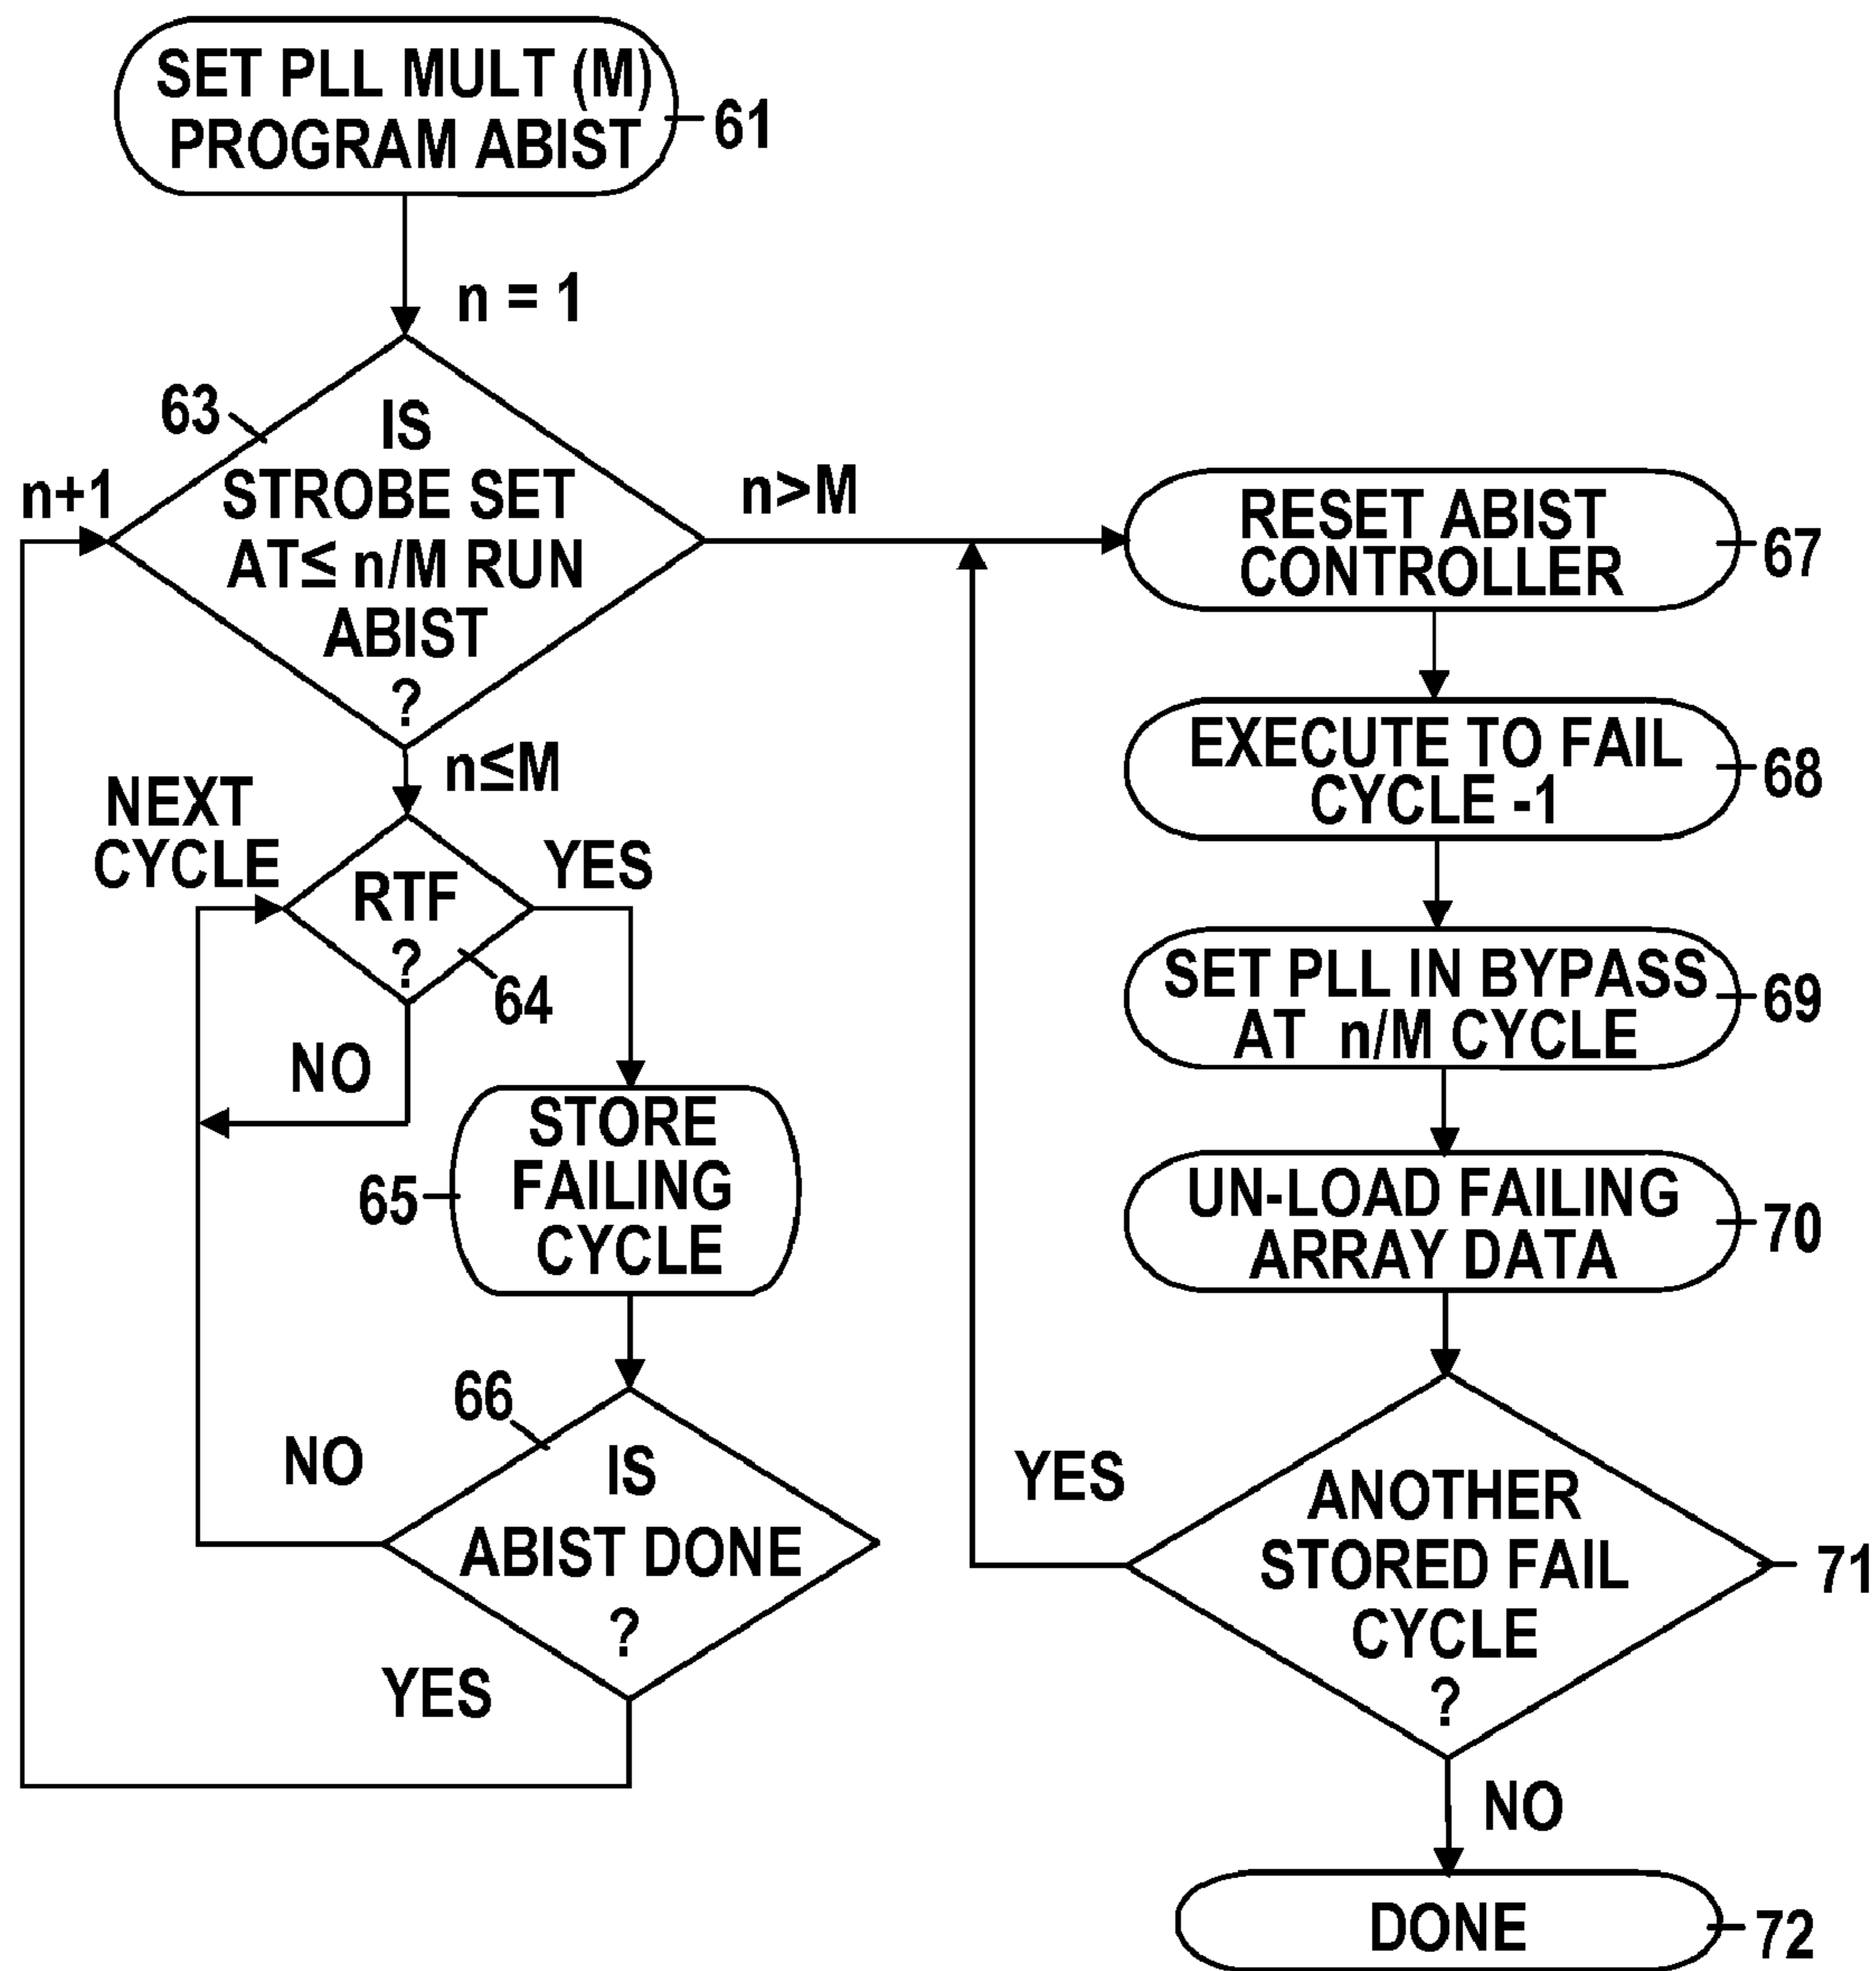 SET PLL MULT (M)
PROGRAM ABIST
61
n = 1
63
IS
STROBE SET
AT≤ n/M RUN
ABIST
?
n+1
n>M
n≤M
NEXT
CYCLE
RTF
?
YES
64
NO
STORE
FAILING
CYCLE
65
66
IS
ABIST DONE
?
NO
YES
RESET ABIST
CONTROLLER
67
EXECUTE TO FAIL
CYCLE -1
68
SET PLL IN BYPASS
AT n/M CYCLE
69
UN-LOAD FAILING
ARRAY DATA
70
ANOTHER
STORED FAIL
CYCLE
?
71
YES
NO
DONE
72